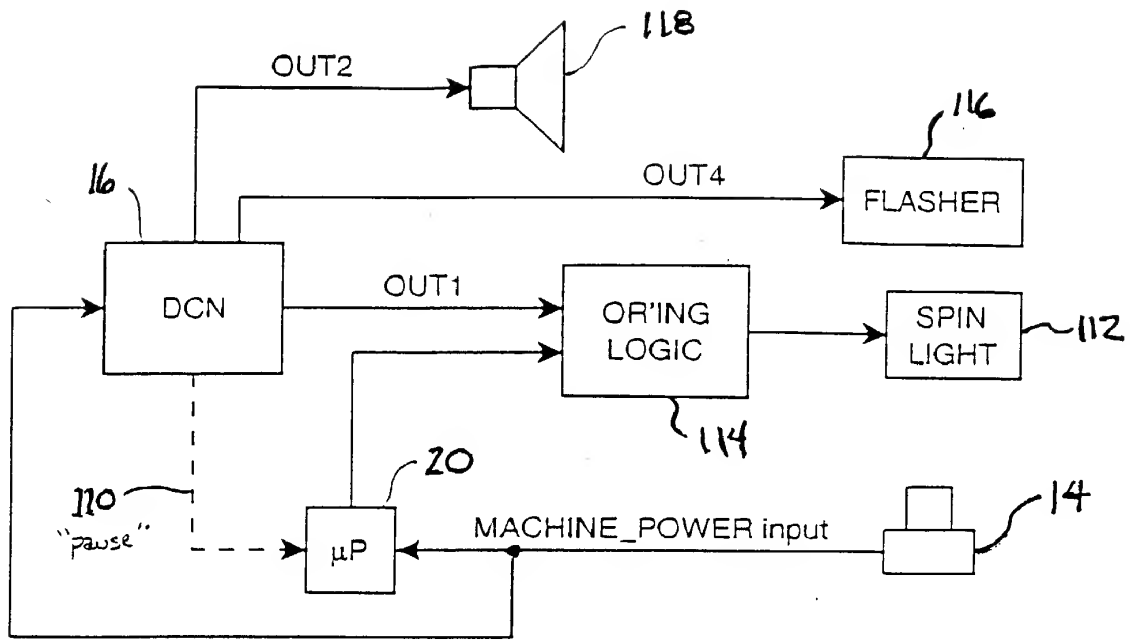 118
OUT2
116
16
OUT4
FLASHER
DCN
OUT1
OR'ING
LOGIC
SPIN
LIGHT
112
114
20
110
"pause"
µP
MACHINE_POWER input
14